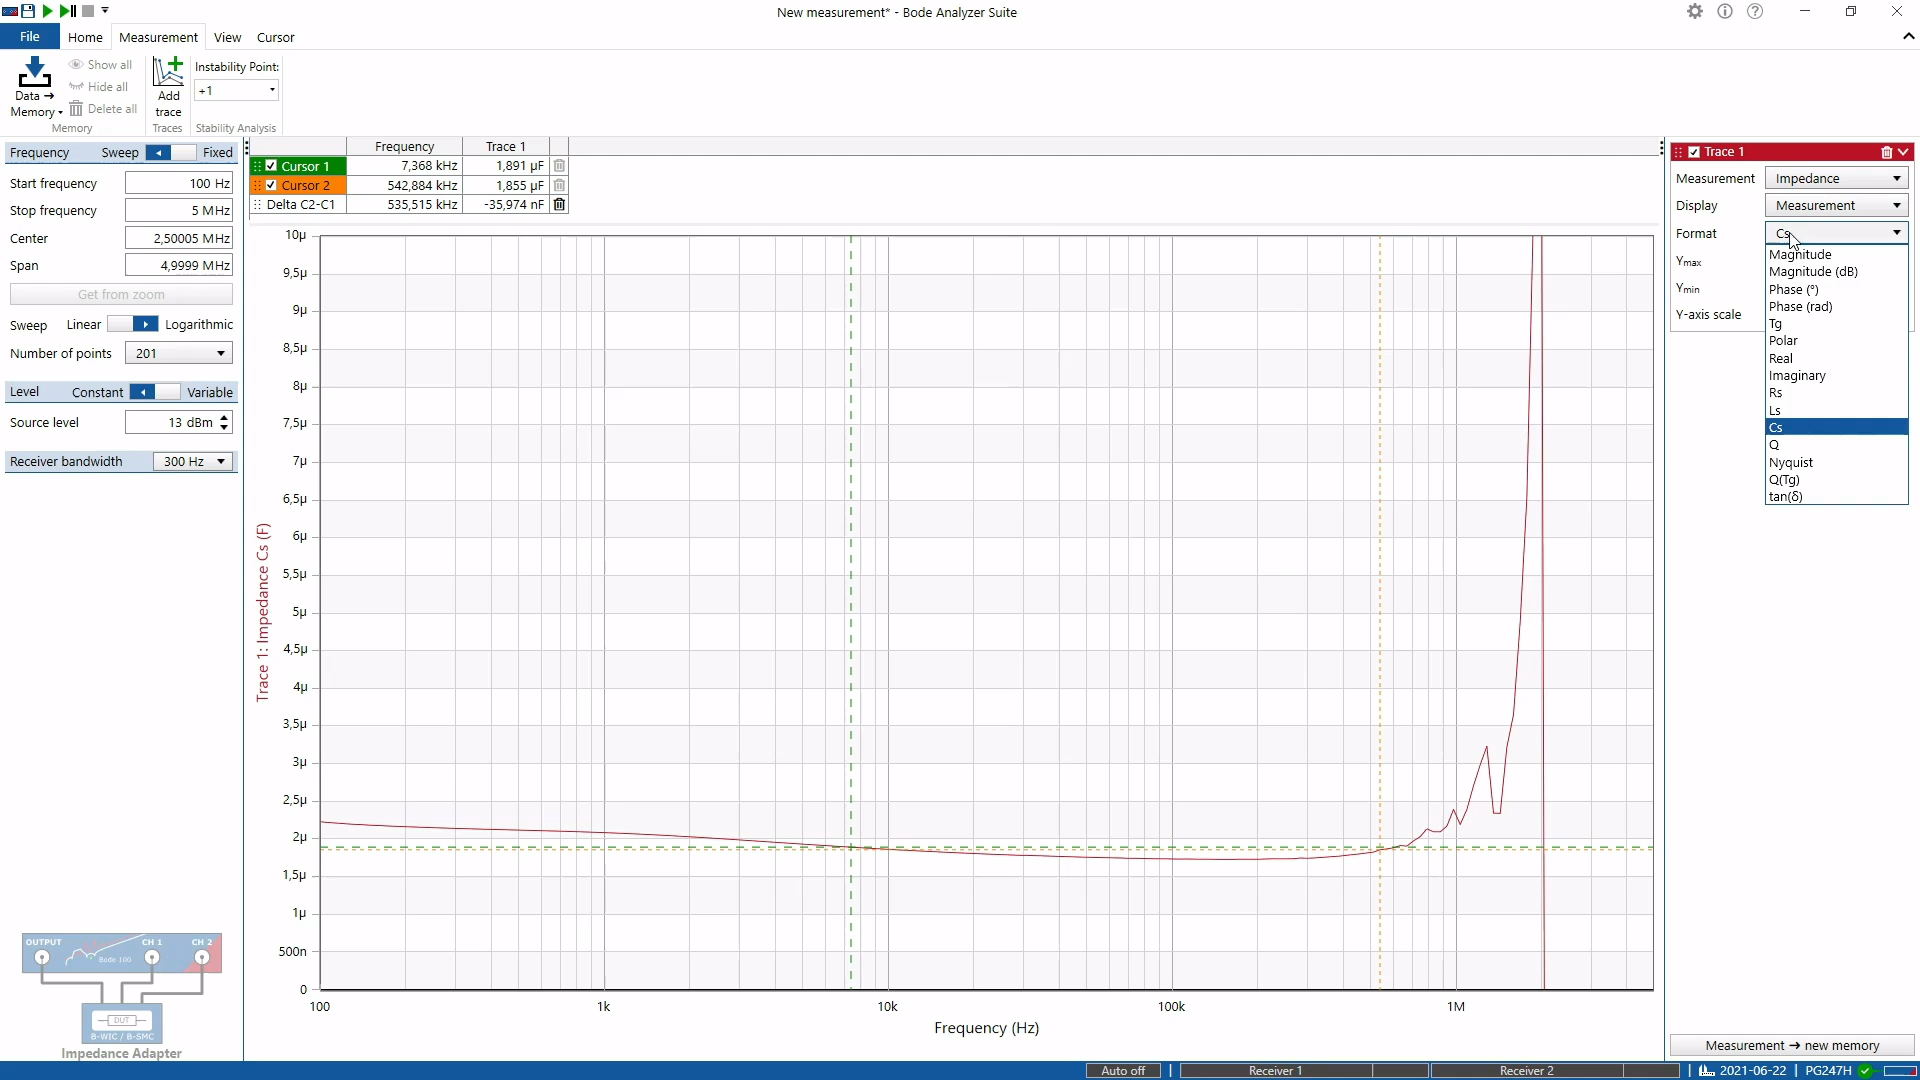 New measurement* - Bode Analyzer Suite
File Home Measurement View Cursor
Show all
Hide all
Delete all
Data →
Memory
Memory
Add
trace
Traces
Instability Point:
+1
Stability Analysis
Frequency Sweep Fixed
Start frequency 100 Hz
Stop frequency 5 MHz
Center 2,50005 MHz
Span 4,9999 MHz
Get from zoom
Sweep Linear Logarithmic
Number of points 201
Level Constant Variable
Source level 13 dBm
Receiver bandwidth 300 Hz
OUTPUT CH 1 CH 2
Bode 100
DUT
B-WIC / B-SMC
Impedance Adapter
Frequency Trace 1
Cursor 1 7,368 kHz 1,891 µF
Cursor 2 542,884 kHz 1,855 µF
Delta C2-C1 535,515 kHz -35,974 nF
Trace 1: Impedance Cs (F)
10µ
9,5µ
9µ
8,5µ
8µ
7,5µ
7µ
6,5µ
6µ
5,5µ
5µ
4,5µ
4µ
3,5µ
3µ
2,5µ
2µ
1,5µ
1µ
500n
0
100 1k 10k 100k 1M
Frequency (Hz)
Trace 1
Measurement Impedance
Display Measurement
Format Cs
Ymax
Ymin
Y-axis scale
Magnitude
Magnitude (dB)
Phase (°)
Phase (rad)
Tg
Polar
Real
Imaginary
Rs
Ls
Cs
Q
Nyquist
Q(Tg)
tan(δ)
Measurement → new memory
Auto off Receiver 1 Receiver 2 2021-06-22 PG247H